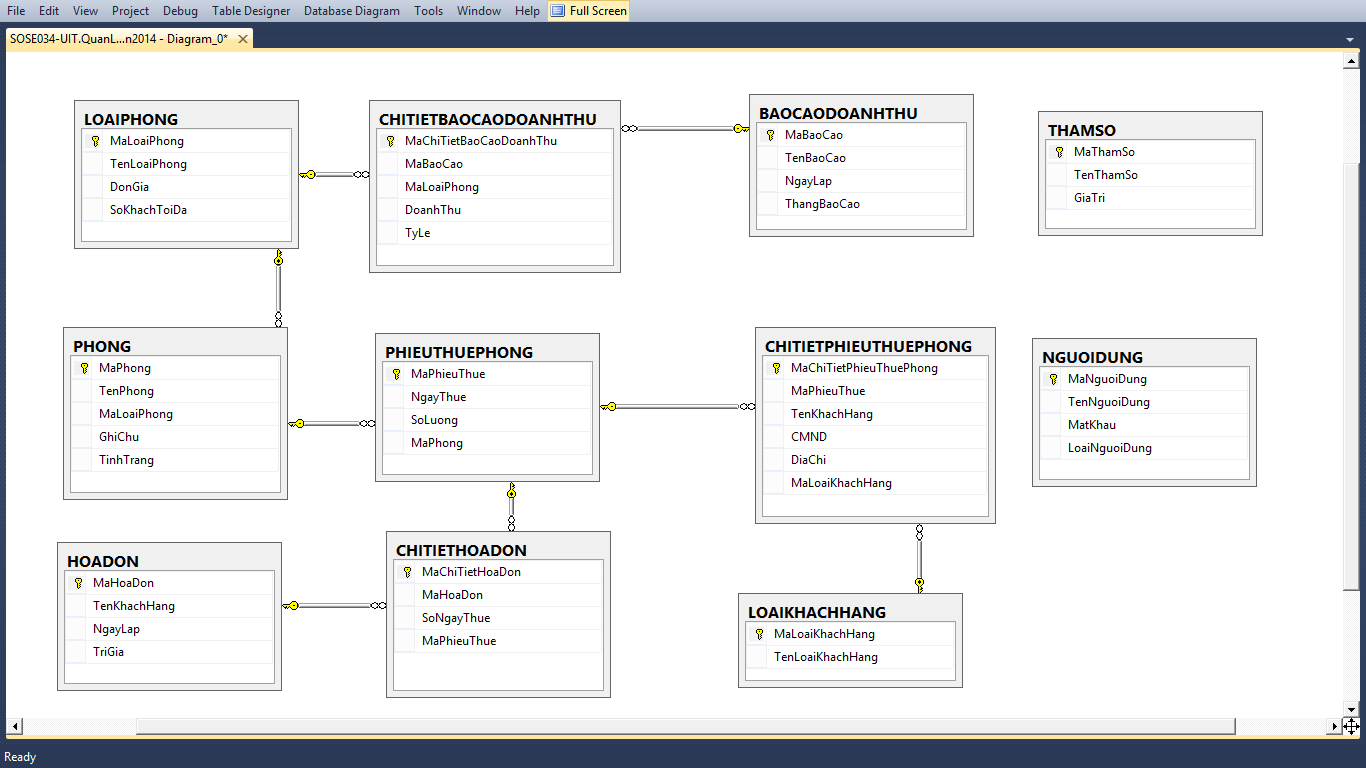 File Edit View Project Debug Table Designer Database Diagram Tools Window Help Full Screen
SOSE034-UIT.QuanL...n2014 - Diagram_0*
LOAIPHONG
MaLoaiPhong
TenLoaiPhong
DonGia
SoKhachToiDa
CHITIETBAOCAODOANHTHU
MaChiTietBaoCaoDoanhThu
MaBaoCao
MaLoaiPhong
DoanhThu
TyLe
BAOCAODOANHTHU
MaBaoCao
TenBaoCao
NgayLap
ThangBaoCao
THAMSO
MaThamSo
TenThamSo
GiaTri
PHONG
MaPhong
TenPhong
MaLoaiPhong
GhiChu
TinhTrang
PHIEUTHUEPHONG
MaPhieuThue
NgayThue
SoLuong
MaPhong
CHITIETPHIEUTHUEPHONG
MaChiTietPhieuThuePhong
MaPhieuThue
TenKhachHang
CMND
DiaChi
MaLoaiKhachHang
NGUOIDUNG
MaNguoiDung
TenNguoiDung
MatKhau
LoaiNguoiDung
HOADON
MaHoaDon
TenKhachHang
NgayLap
TriGia
CHITIETHOADON
MaChiTietHoaDon
MaHoaDon
SoNgayThue
MaPhieuThue
LOAIKHACHHANG
MaLoaiKhachHang
TenLoaiKhachHang
Ready